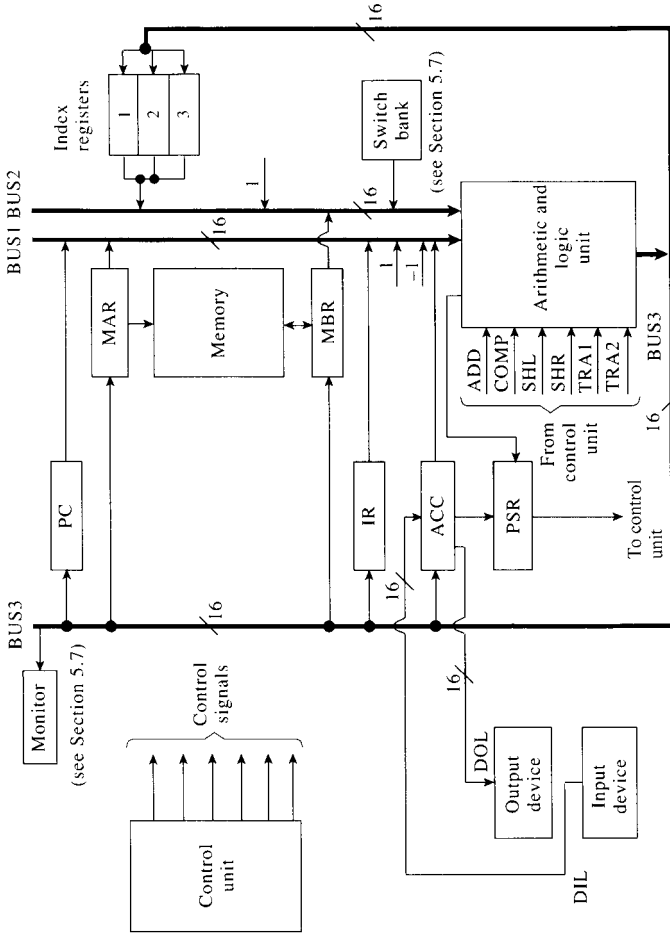 BUS3
Monitor
(see Section 5.7)
16
Control
unit
Control
signals
DOL
Output
device
DIL
Input
device
16
16
PC
IR
ACC
PSR
To control
unit
MAR
Memory
MBR
BUS1 BUS2
16
16
1
1
−1
Index
registers
1
2
3
16
Switch
bank
(see Section 5.7)
ADD
COMP
SHL
SHR
TRA1
TRA2
From
control
unit
Arithmetic and
logic
unit
BUS3
16